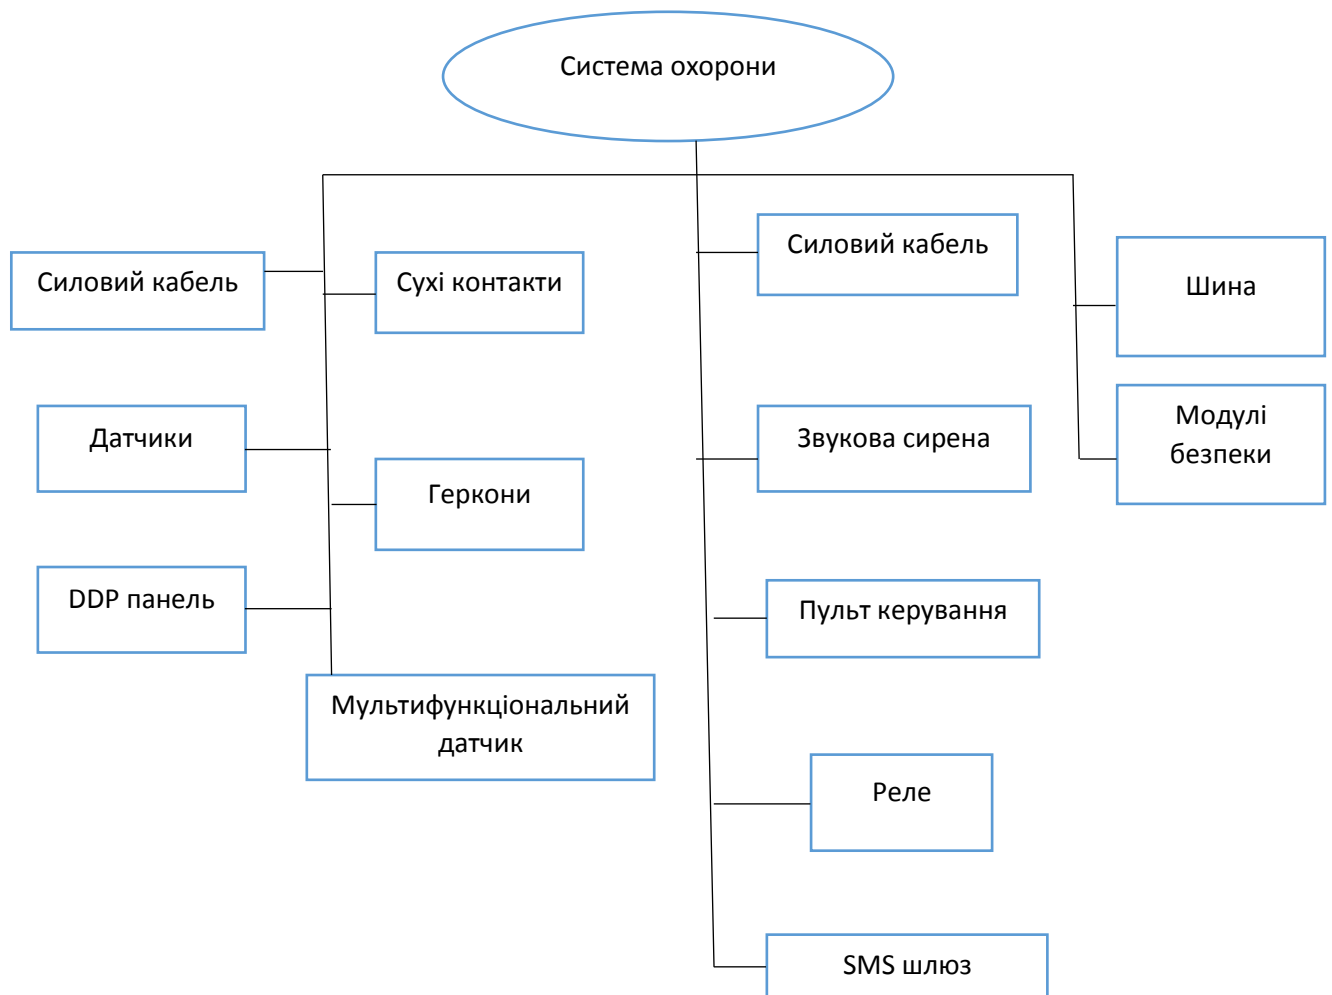 Система охорони
Силовий кабель
Сухі контакти
Датчики
Геркони
DDP панель
Мультифункціональний
датчик
Силовий кабель
Звукова сирена
Пульт керування
Реле
SMS шлюз
Шина
Модулі
безпеки